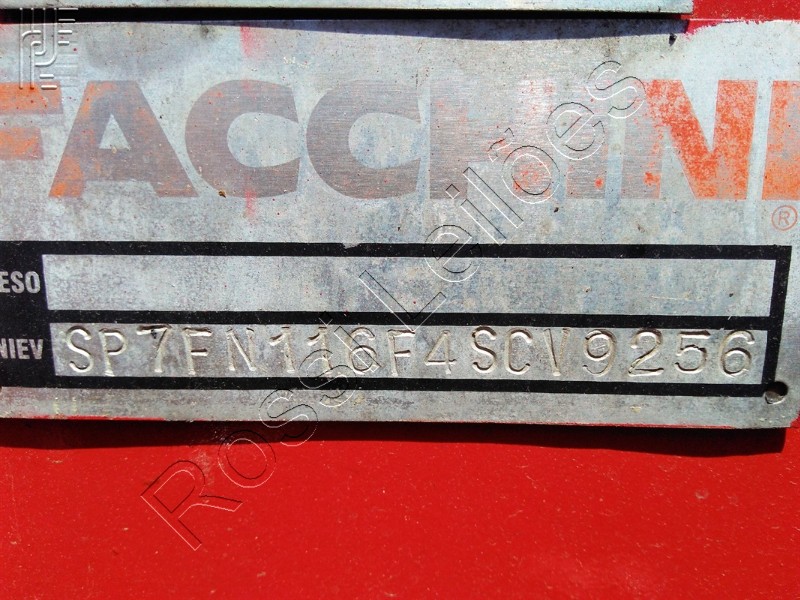 FACCHINI
®
ESO
NIEV SP7FN116F4SCV9256
Rossi Leilões